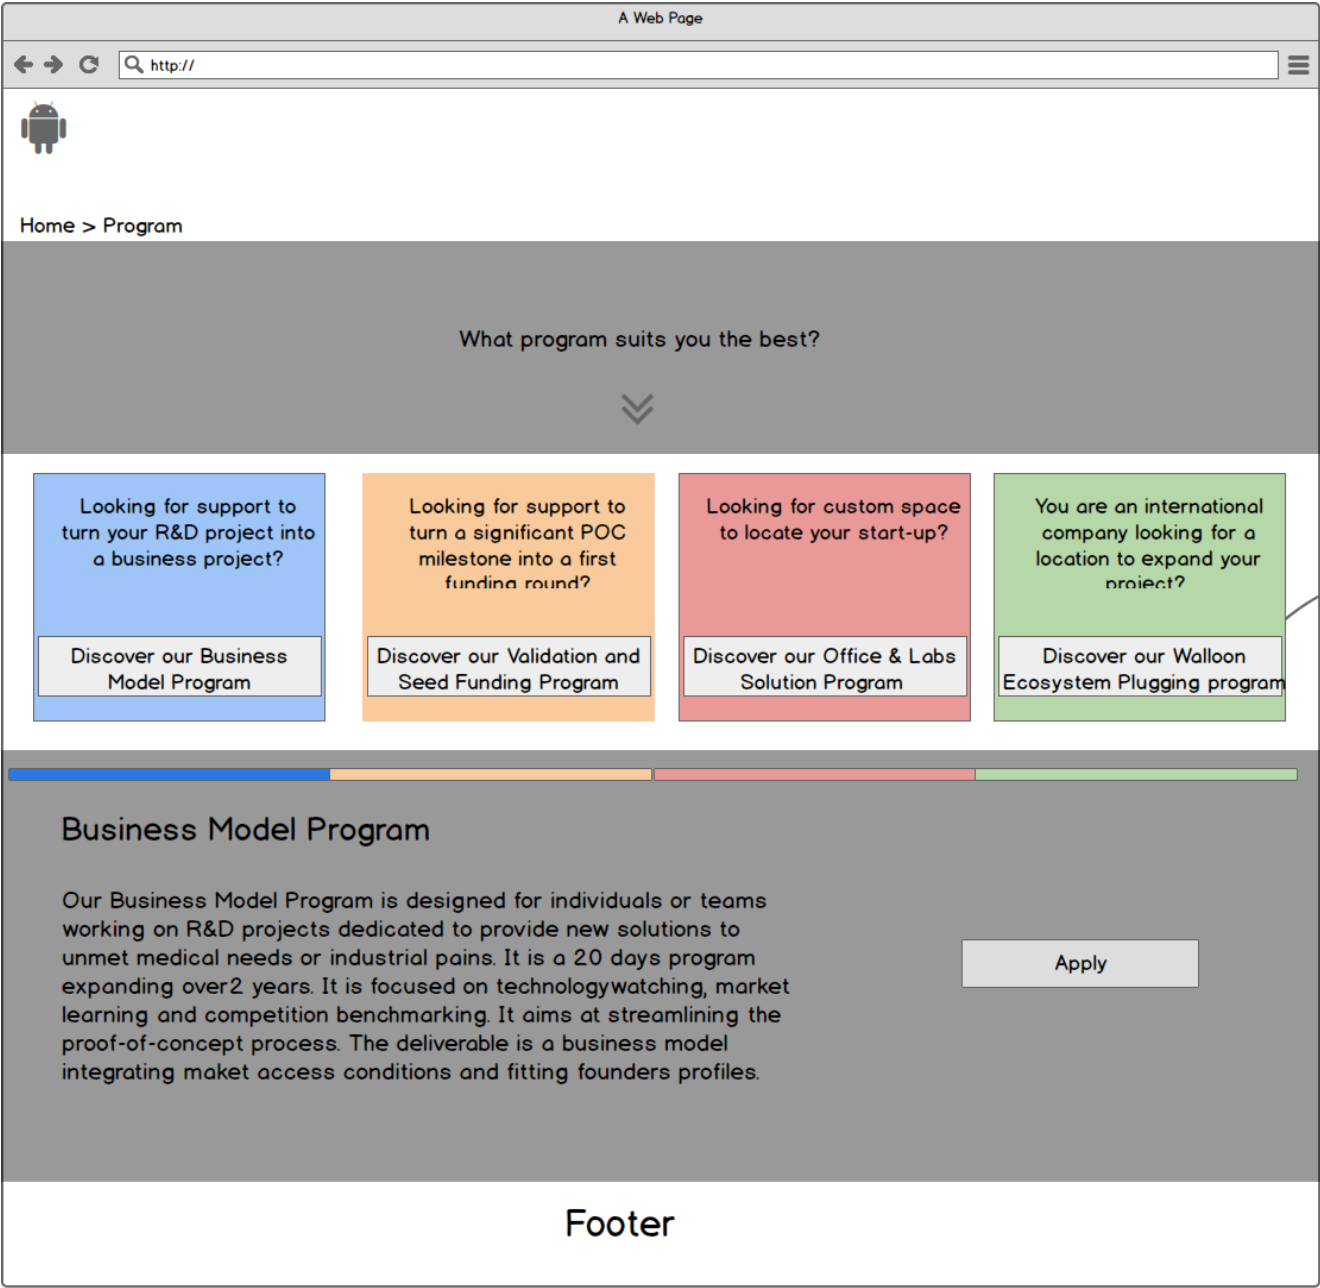 A Web Page
http://
Home > Program
What program suits you the best?
Looking for support to
turn your R&D project into
a business project?
Discover our Business
Model Program
Looking for support to
turn a significant POC
milestone into a first
funding round?
Discover our Validation and
Seed Funding Program
Looking for custom space
to locate your start-up?
Discover our Office & Labs
Solution Program
You are an international
company looking for a
location to expand your
project?
Discover our Walloon
Ecosystem Plugging program
Business Model Program
Our Business Model Program is designed for individuals or teams
working on R&D projects dedicated to provide new solutions to
unmet medical needs or industrial pains. It is a 20 days program
expanding over2 years. It is focused on technologywatching, market
learning and competition benchmarking. It aims at streamlining the
proof-of-concept process. The deliverable is a business model
integrating maket access conditions and fitting founders profiles.
Apply
Footer